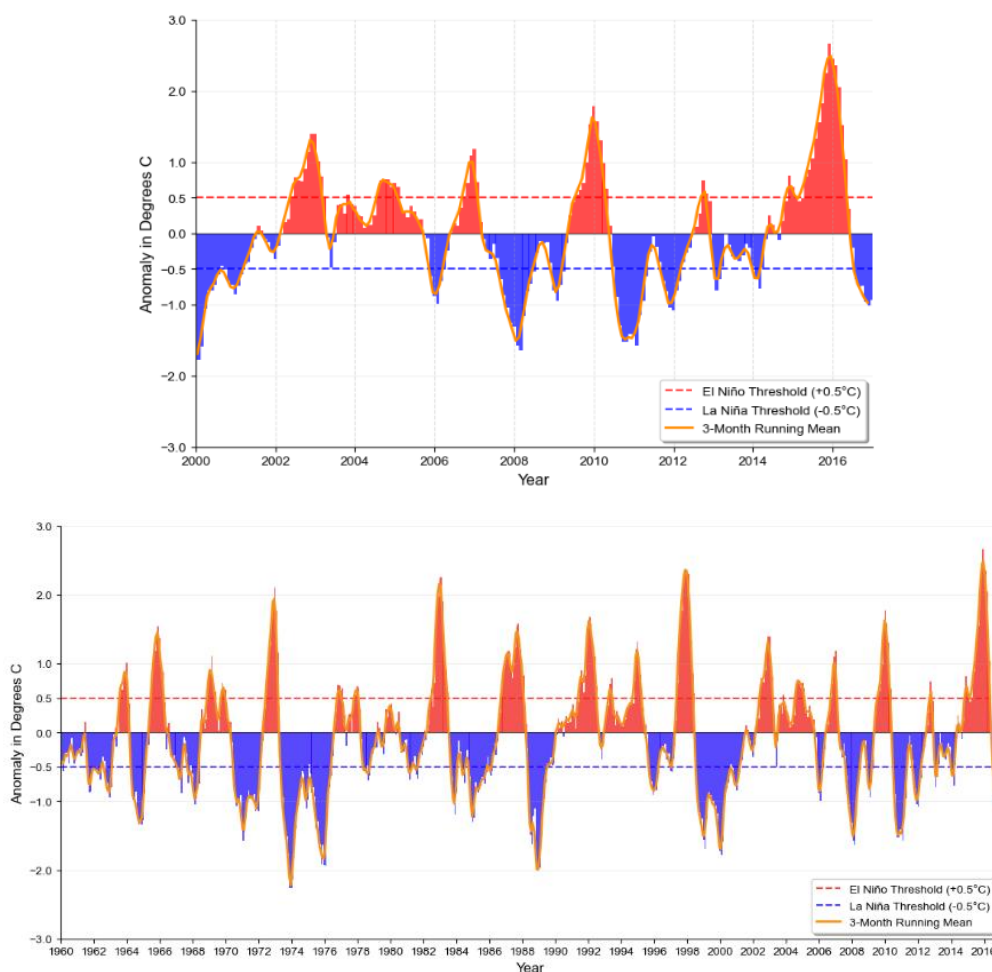 3.0
2.0
1.0
0.5
0.0
−0.5
−1.0
−2.0
−3.0
Anomaly in Degrees C
El Niño Threshold (+0.5°C)
La Niña Threshold (-0.5°C)
3-Month Running Mean
2000 2002 2004 2006 2008 2010 2012 2014 2016
Year
3.0
2.0
1.0
0.5
0.0
−0.5
−1.0
−2.0
−3.0
Anomaly in Degrees C
El Niño Threshold (+0.5°C)
La Niña Threshold (-0.5°C)
3-Month Running Mean
1960 1962 1964 1966 1968 1970 1972 1974 1976 1978 1980 1982 1984 1986 1988 1990 1992 1994 1996 1998 2000 2002 2004 2006 2008 2010 2012 2014 2016
Year